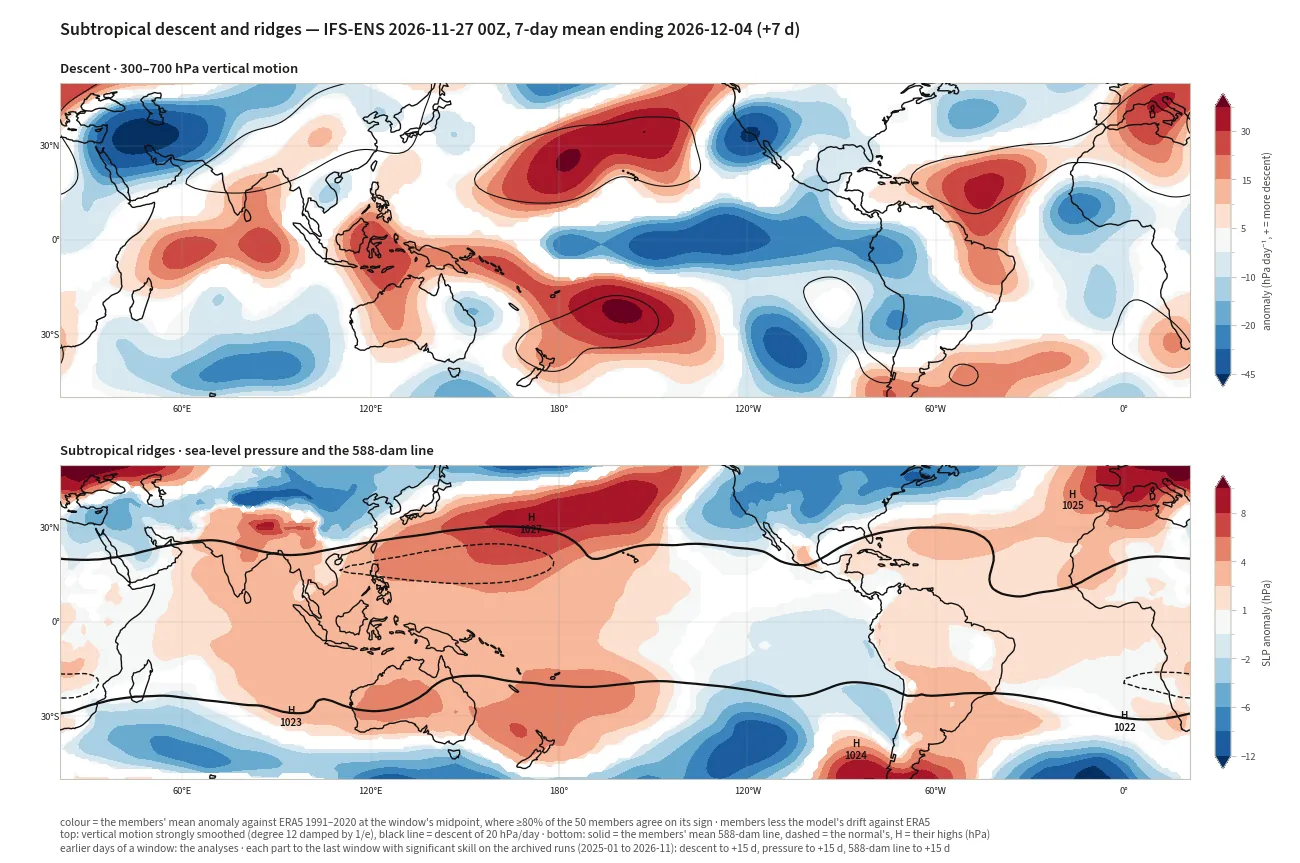 Subtropical descent and ridges — IFS-ENS 2026-11-27 00Z, 7-day mean ending 2026-12-04 (+7 d)
Descent · 300–700 hPa vertical motion
30°N
0°
30°S
60°E
120°E
180°
120°W
60°W
0°
30
15
5
−10
−20
−45
anomaly (hPa day⁻¹, + = more descent)
Subtropical ridges · sea-level pressure and the 588-dam line
H
1027
H
1025
H
1023
H
1024
H
1022
30°N
0°
30°S
60°E
120°E
180°
120°W
60°W
0°
8
4
1
−2
−6
−12
SLP anomaly (hPa)
colour = the members' mean anomaly against ERA5 1991–2020 at the window's midpoint, where ≥80% of the 50 members agree on its sign · members less the model's drift against ERA5
top: vertical motion strongly smoothed (degree 12 damped by 1/e), black line = descent of 20 hPa/day · bottom: solid = the members' mean 588-dam line, dashed = the normal's, H = their highs (hPa)
earlier days of a window: the analyses · each part to the last window with significant skill on the archived runs (2025-01 to 2026-11): descent to +15 d, pressure to +15 d, 588-dam line to +15 d